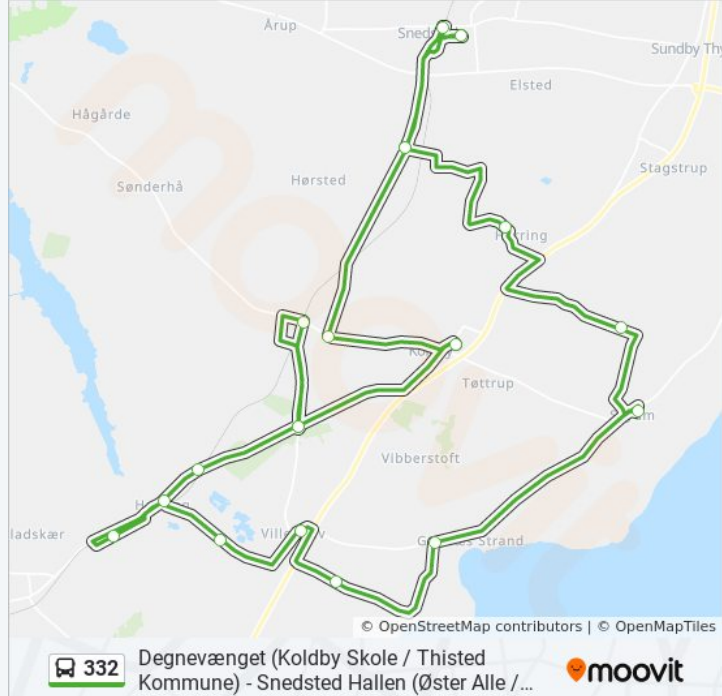 Årup
Sundby Thy
Elsted
Hågårde
Stagstrup
Hørsted
Sønderhå
Tøttrup
Vibberstoft
Strand
© OpenStreetMap contributors | © OpenMapTiles
332
Degnevænget (Koldby Skole / Thisted
Kommune) - Snedsted Hallen (Øster Alle /...
moovit